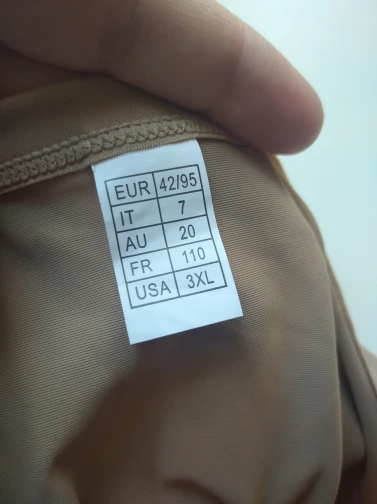 EUR 42/95
IT 7
AU 20
FR 110
USA 3XL